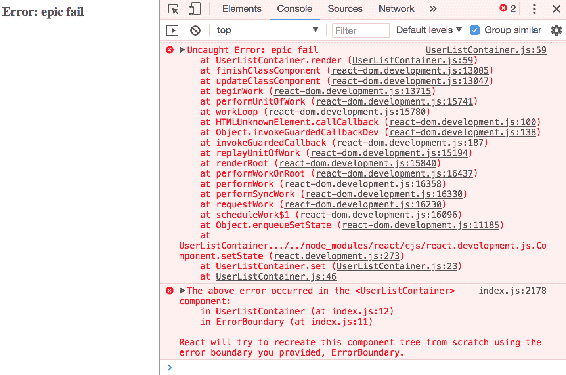 Error: epic fail
Elements Console Sources Network » 2
top Filter Default levels Group similar
Uncaught Error: epic fail UserListContainer.js:59
at UserListContainer.render (UserListContainer.js:59)
at finishClassComponent (react-dom.development.js:13085)
at updateClassComponent (react-dom.development.js:13047)
at beginWork (react-dom.development.js:13715)
at performUnitOfWork (react-dom.development.js:15741)
at workLoop (react-dom.development.js:15780)
at HTMLUnknownElement.callCallback (react-dom.development.js:100)
at Object.invokeGuardedCallbackDev (react-dom.development.js:138)
at invokeGuardedCallback (react-dom.development.js:187)
at replayUnitOfWork (react-dom.development.js:15194)
at renderRoot (react-dom.development.js:15840)
at performWorkOnRoot (react-dom.development.js:16437)
at performWork (react-dom.development.js:16358)
at performSyncWork (react-dom.development.js:16330)
at requestWork (react-dom.development.js:16230)
at scheduleWork$1 (react-dom.development.js:16096)
at Object.enqueueSetState (react-dom.development.js:11185)
at
UserListContainer.../../node_modules/react/cjs/react.development.js.Co
mponent.setState (react.development.js:273)
at UserListContainer.set (UserListContainer.js:23)
at UserListContainer.js:46
The above error occurred in the <UserListContainer> index.js:2178
component:
in UserListContainer (at index.js:12)
in ErrorBoundary (at index.js:11)
React will try to recreate this component tree from scratch using the
error boundary you provided, ErrorBoundary.